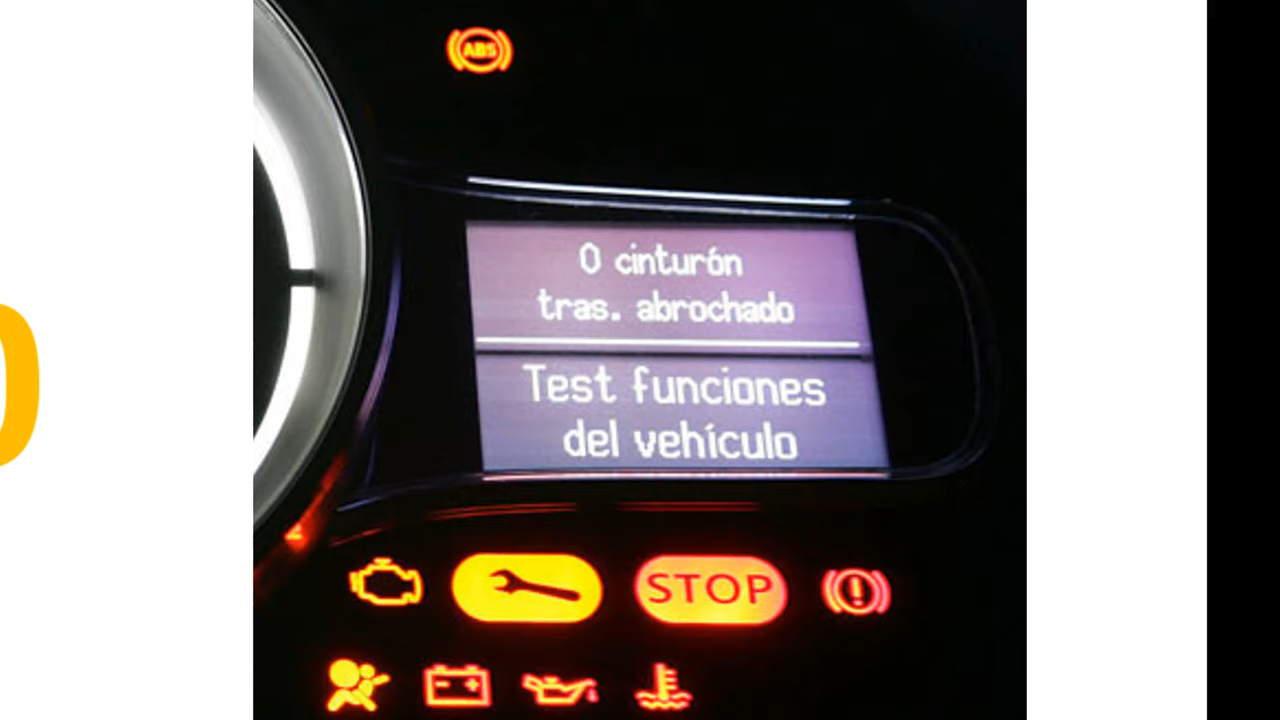 ABS
0 cinturón
tras. abrochado
Test funciones
del vehículo
STOP